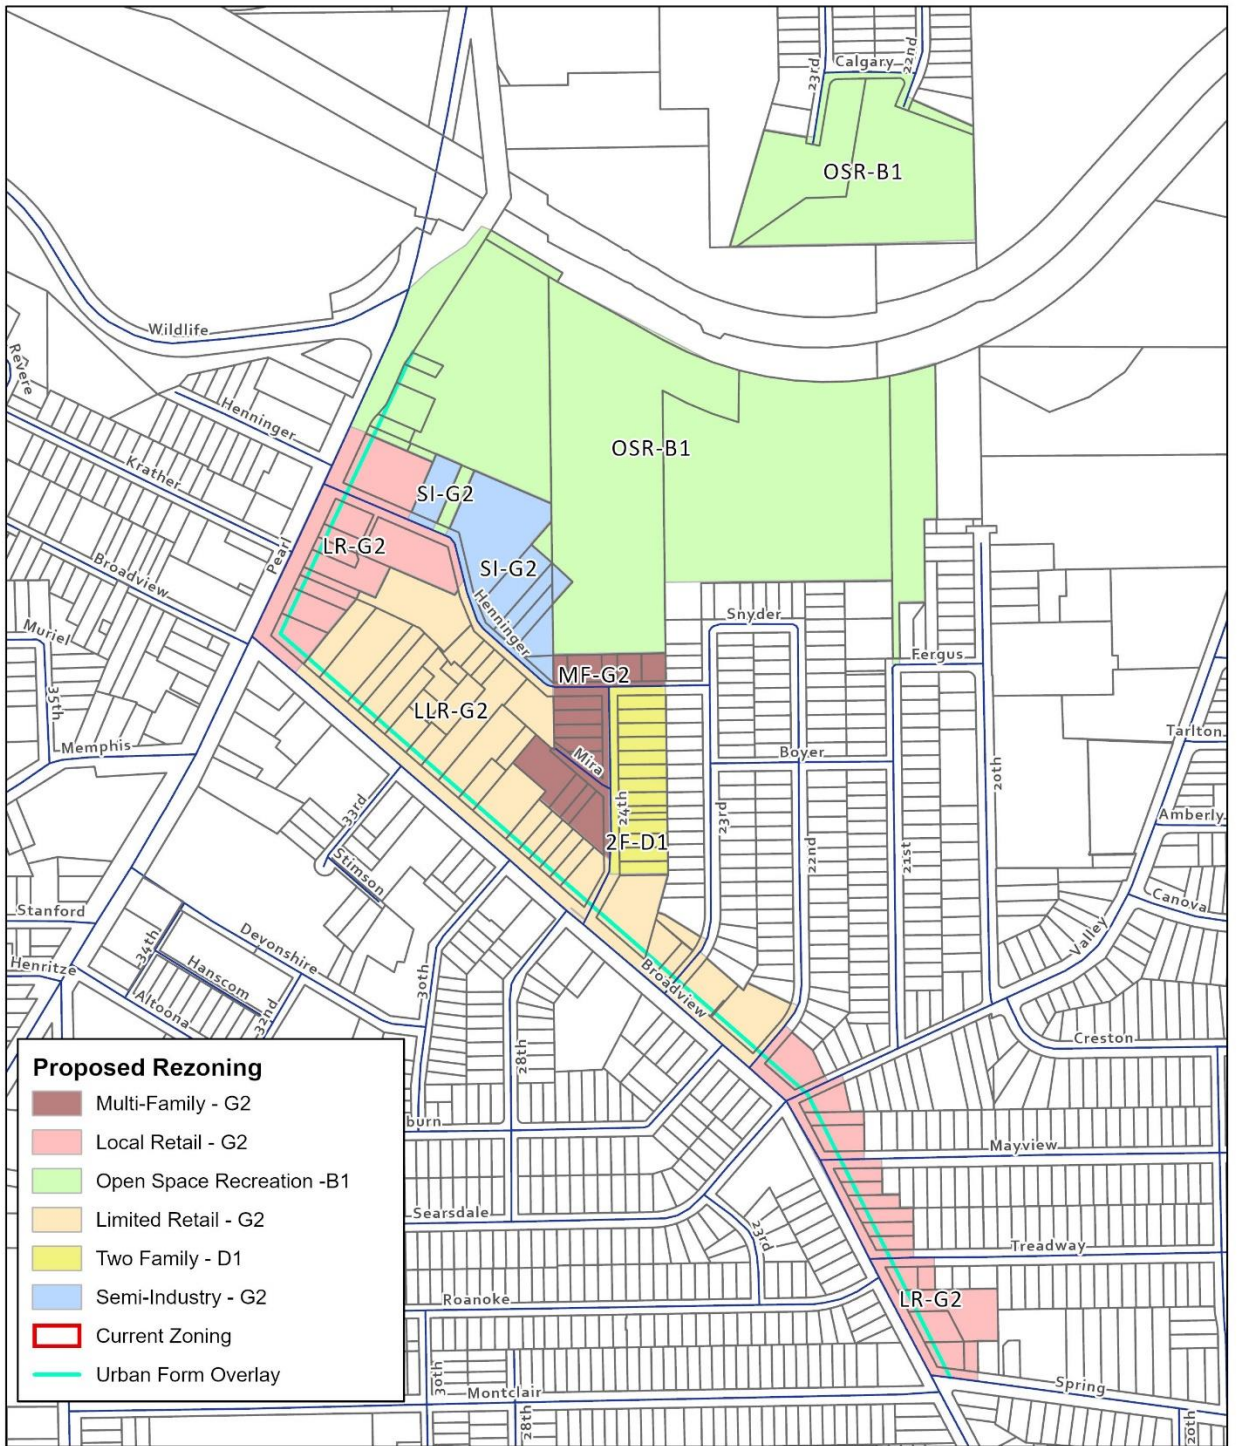 23rd
Calgary
22nd
OSR-B1
Wildlife
Revere
Henninger
Krather
Broadview
Pearl
OSR-B1
SI-G2
LR-G2
SI-G2
Henninger
Snyder
Fergus
Muriel
35th
Memphis
MF-G2
LLR-G2
Mira
24th
2F-D1
Boyer
23rd
22nd
21st
20th
Tarlton
Amberly
Canova
Valley
33rd
Stimson
Stanford
Henritze
34th
Devonshire
Hanscom
Altoona
32nd
30th
28th
Broadview
Creston
Mayview
Treadway
LR-G2
Spring
20th
burn
Searsdale
23rd
Roanoke
30th
Montclair
28th
Proposed Rezoning
Multi-Family - G2
Local Retail - G2
Open Space Recreation -B1
Limited Retail - G2
Two Family - D1
Semi-Industry - G2
Current Zoning
Urban Form Overlay